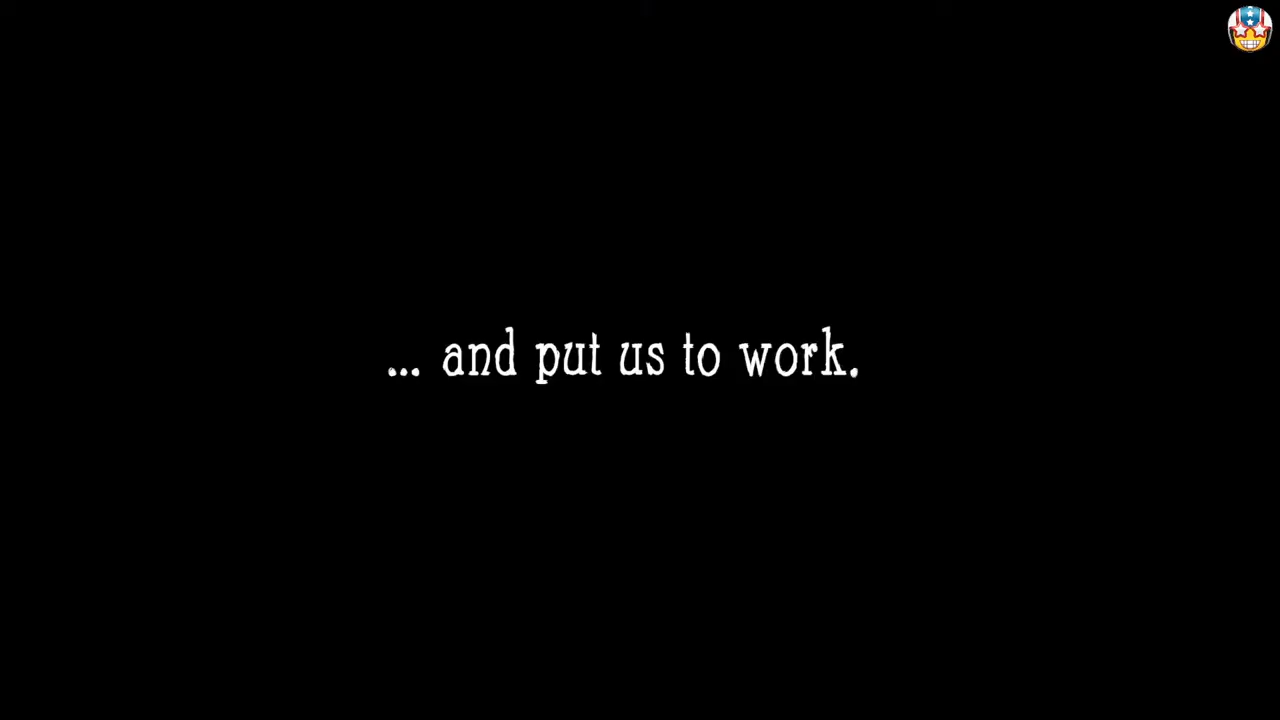 ... and put us to work.